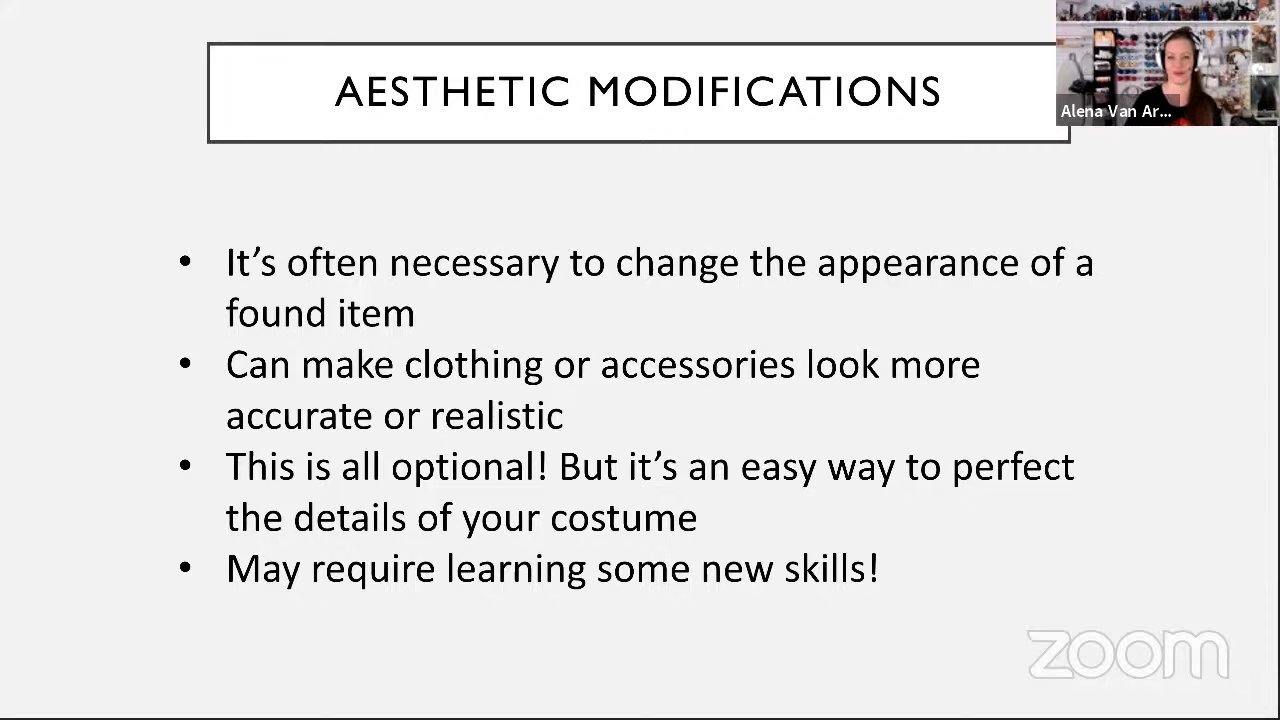 AESTHETIC MODIFICATIONS
Alena Van Ar...
• It's often necessary to change the appearance of a
found item
• Can make clothing or accessories look more
accurate or realistic
• This is all optional! But it's an easy way to perfect
the details of your costume
• May require learning some new skills!
zoom